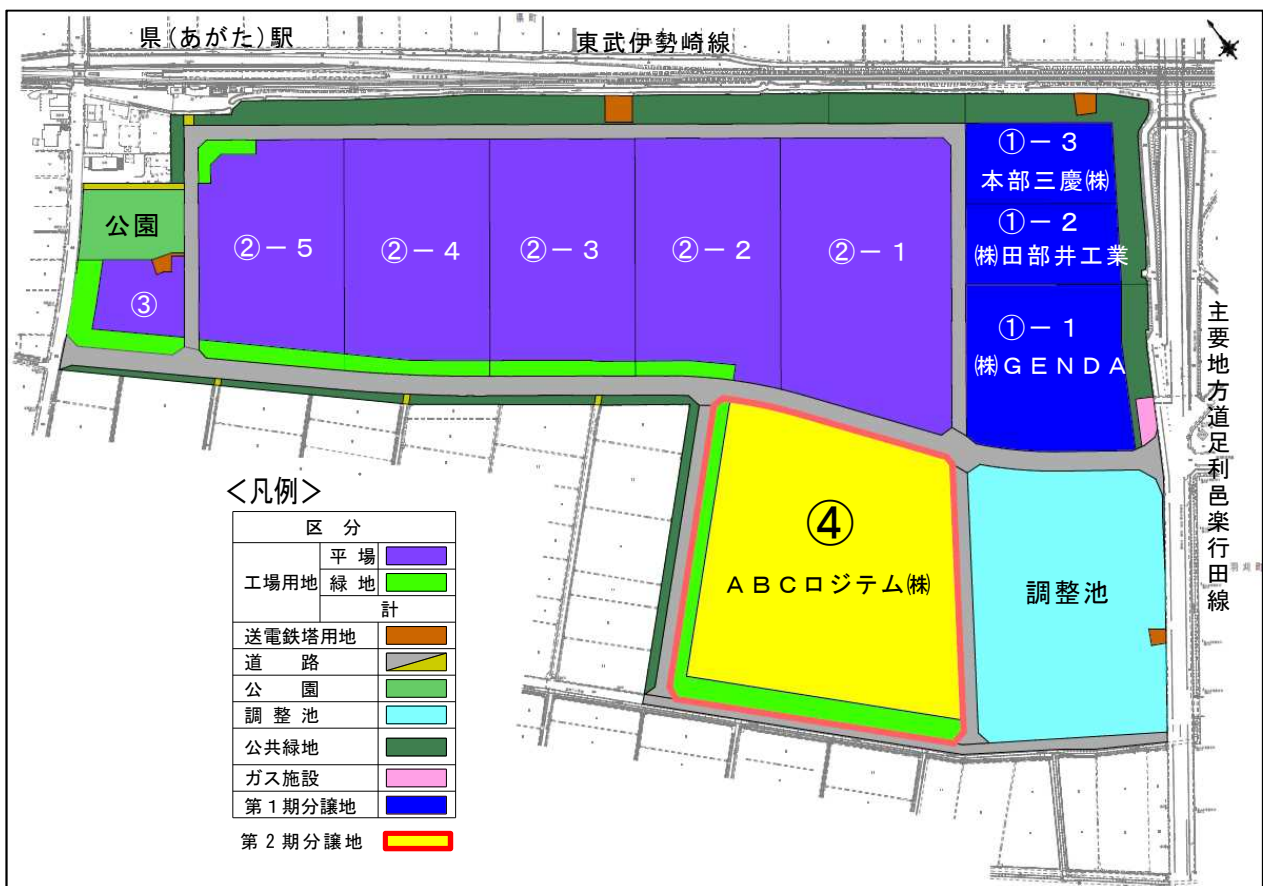 県町
県(あがた)駅
東武伊勢崎線
①－3
本部三慶㈱
公園
①－2
②－5
②－4
②－3
②－2
②－1
㈱田部井工業
③
①－1
㈱GENDA
主要地方道足利邑楽行田線
＜凡例＞
区 分
工場用地
平 場
緑 地
計
送電鉄塔用地
道 路
公 園
調 整 池
公共緑地
ガス施設
第1期分譲地
第2期分譲地
④
ABCロジテム㈱
調整池
羽刈町